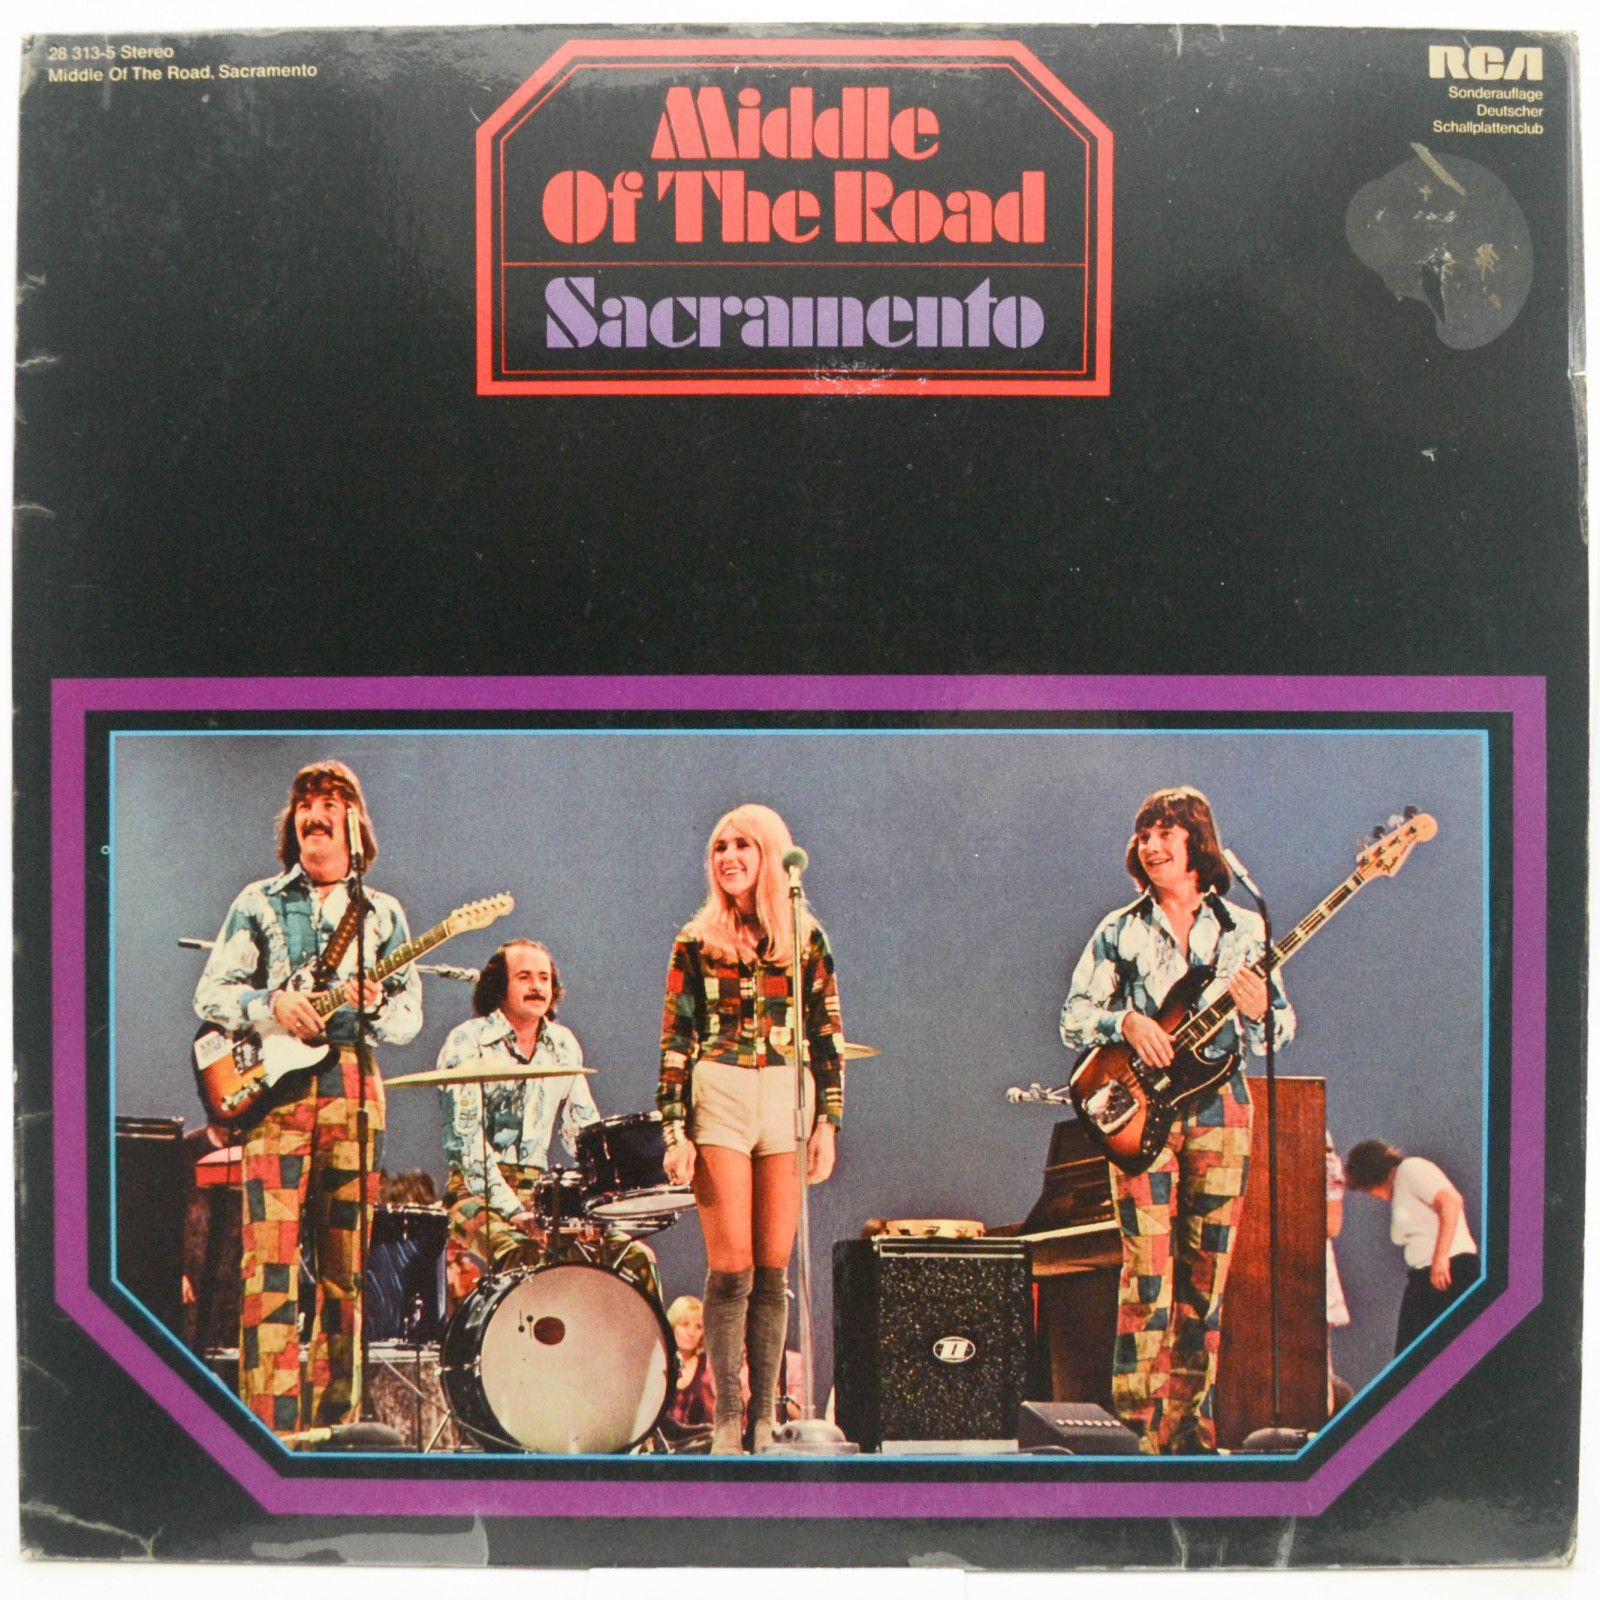 28 313-5 Stereo
Middle Of The Road, Sacramento
RCA
Sonderauflage
Deutscher
Schallplattenclub
Middle
Of The Road
Sacramento